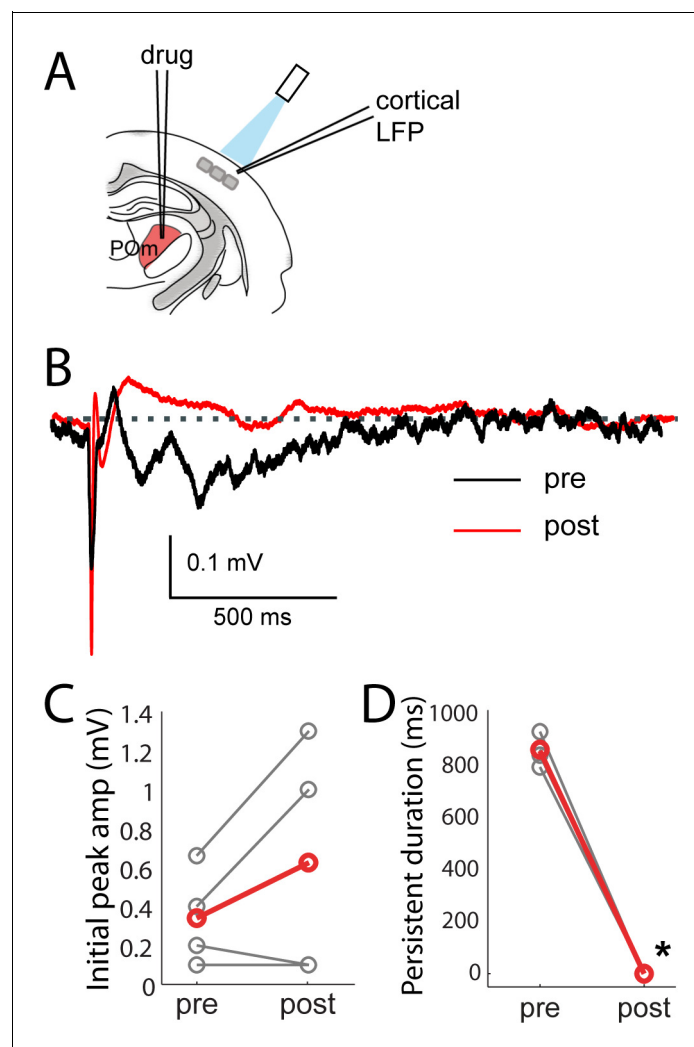 A
drug
cortical
LFP
POm
B
pre
post
0.1 mV
500 ms
C
Initial peak amp (mV)
1.4
1.2
1
0.8
0.6
0.4
0.2
0
pre
post
D
Persistent duration (ms)
1000
800
600
400
200
0
*
pre
post